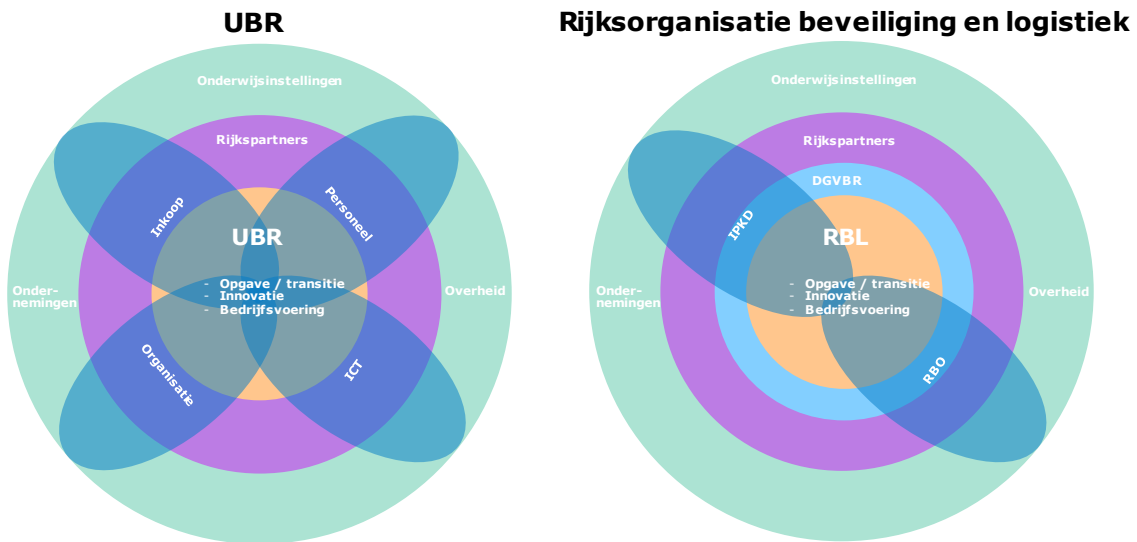 UBR
Onderwijsinstellingen
Rijkspartners
Inkoop
Personeel
UBR
- Opgave / transitie
- Innovatie
- Bedrijfsvoering
Onder-
nemingen
Overheid
Organisatie
ICT
Rijksorganisatie beveiliging en logistiek
Onderwijsinstellingen
Rijkspartners
DGVBR
IPKD
RBL
- Opgave / transitie
- Innovatie
- Bedrijfsvoering
Onder-
nemingen
Overheid
RBO